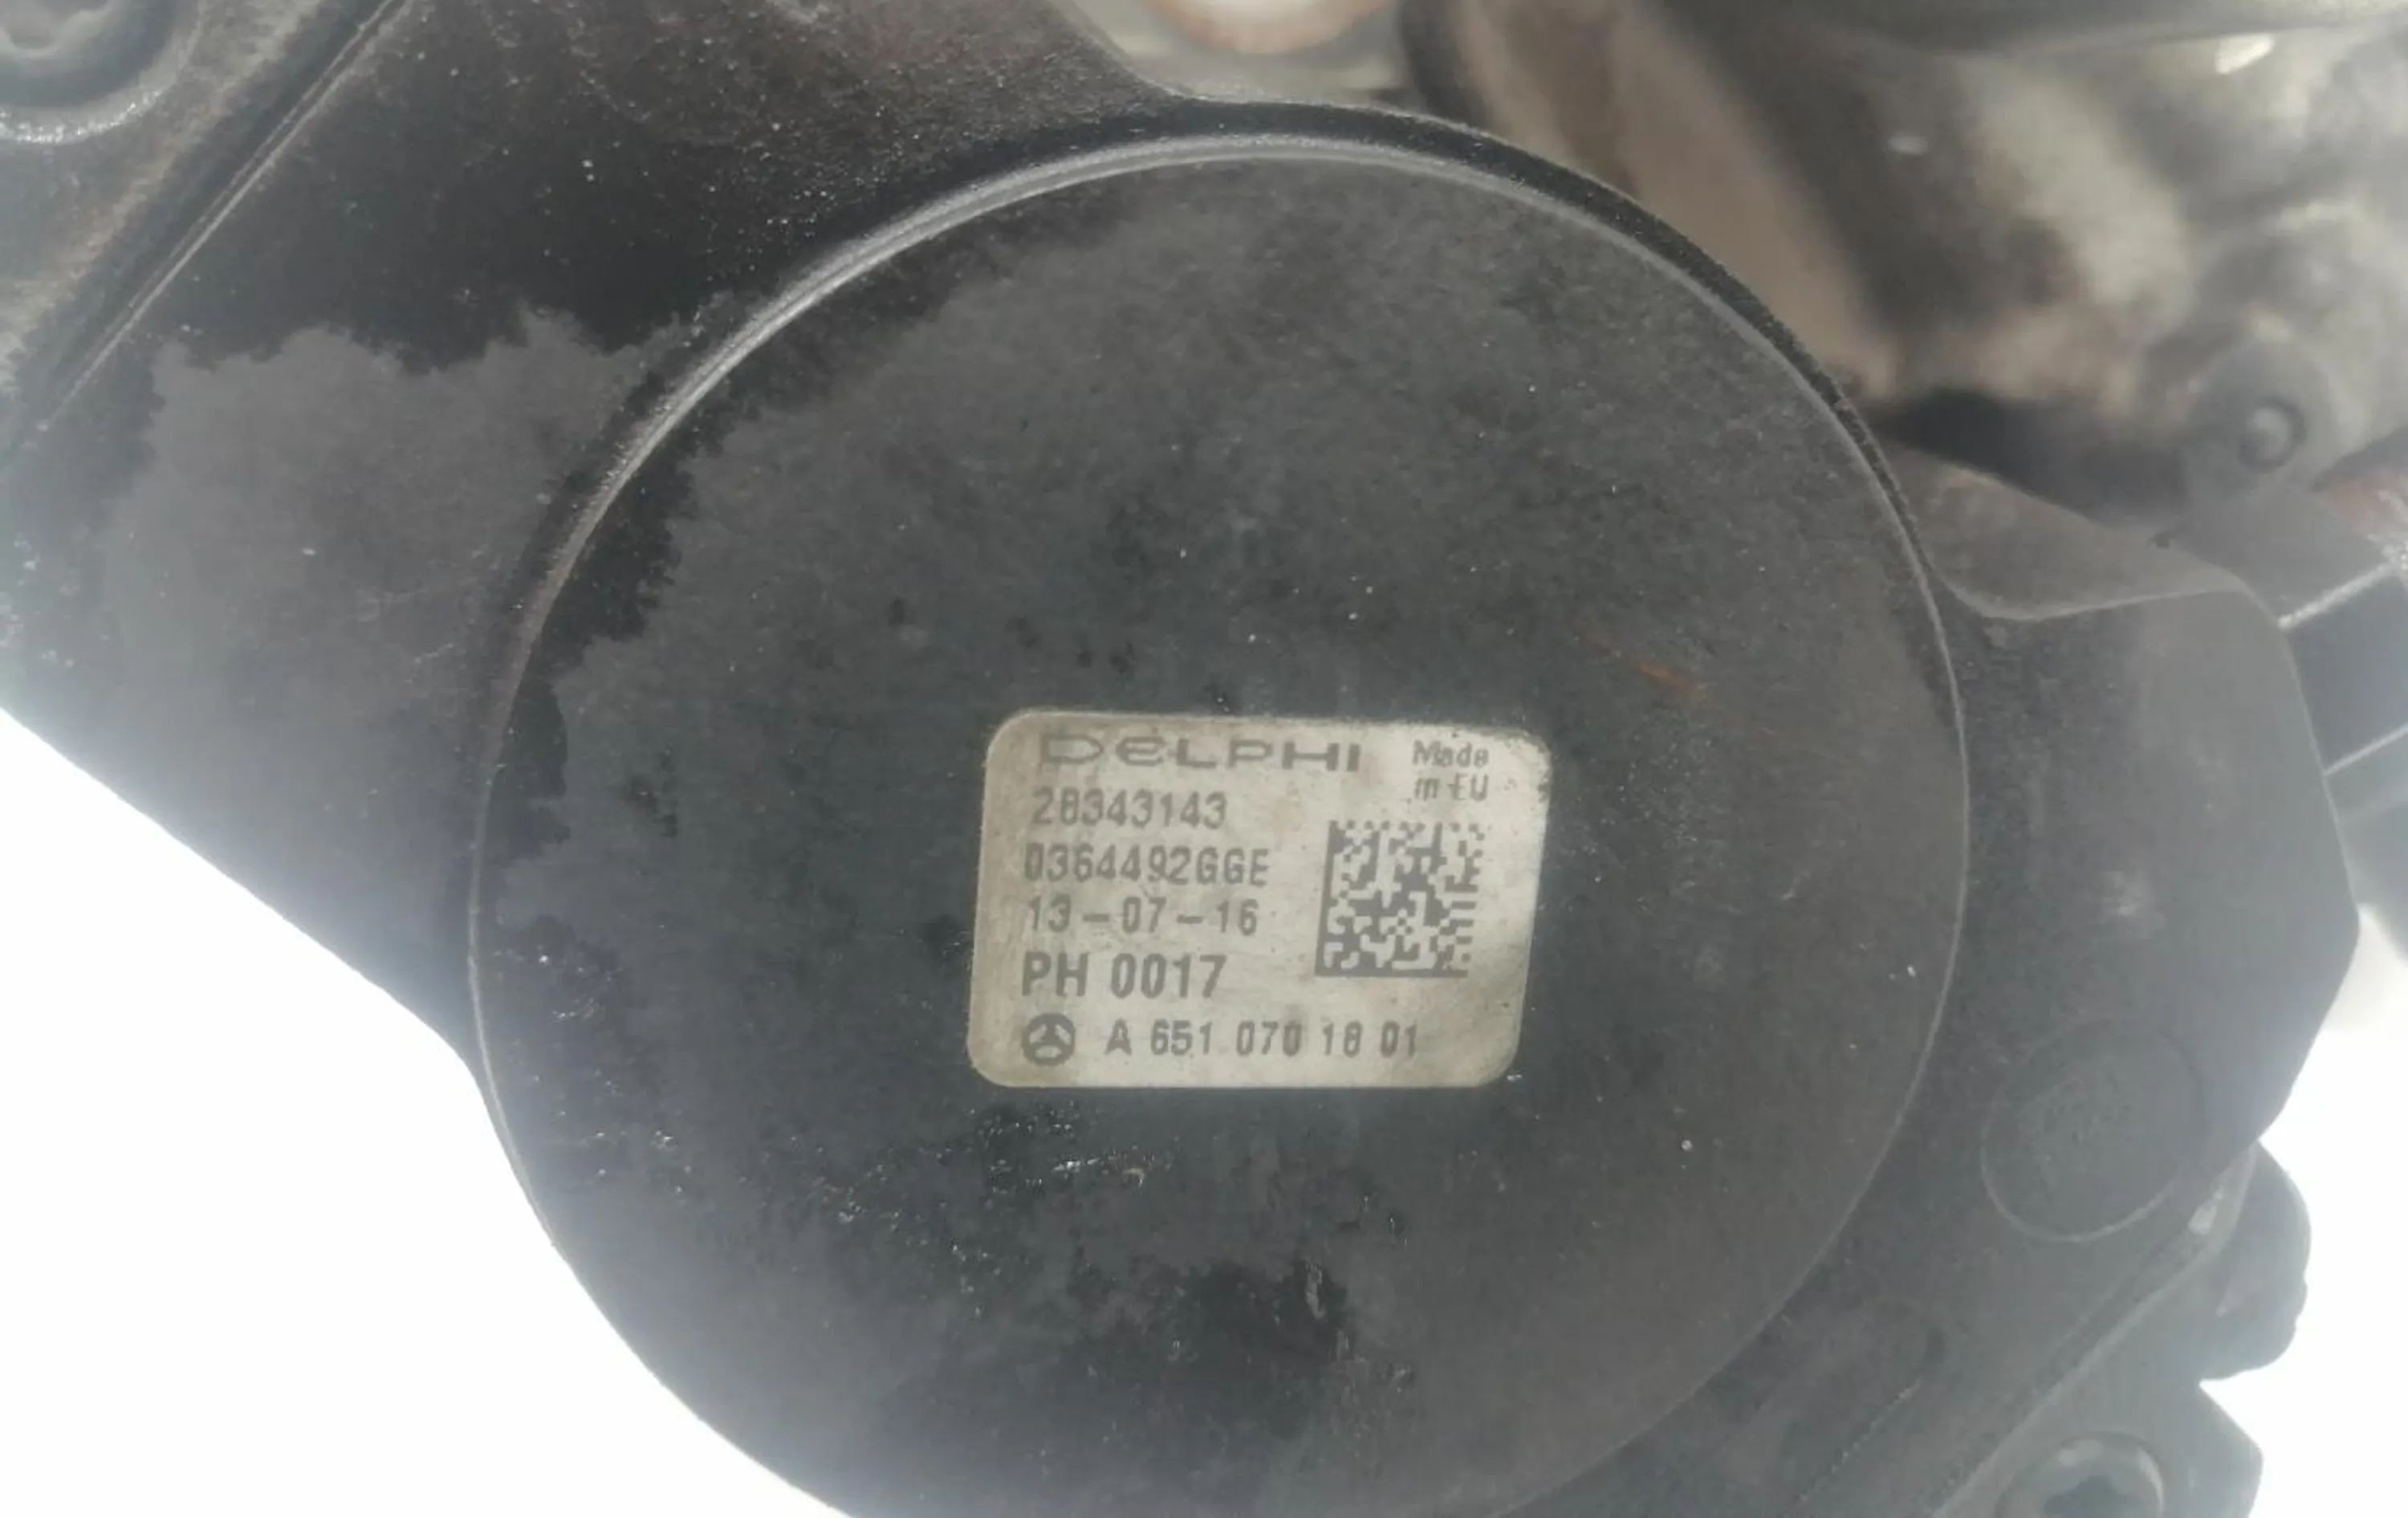 DELPHI Made
in EU
28343143
0364492GGE
13-07-16
PH 0017
A 651 070 18 01